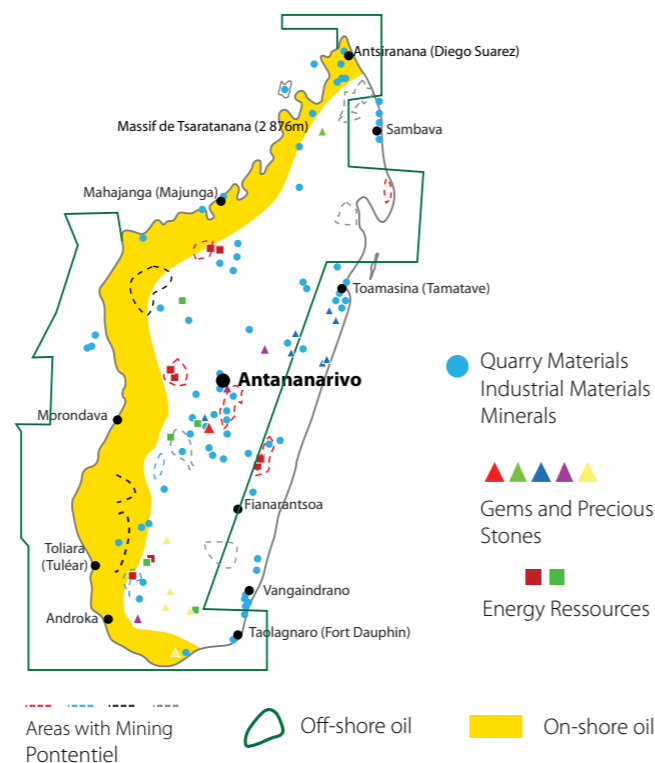 Antsiranana (Diego Suarez)
Massif de Tsaratanana (2 876m)
Sambava
Mahajanga (Majunga)
Toamasina (Tamatave)
Antananarivo
Morondava
Fianarantsoa
Toliara
(Tuléar)
Vangaindrano
Androka
Taolagnaro (Fort Dauphin)
Quarry Materials
Industrial Materials
Minerals
Gems and Precious
Stones
Energy Ressources
Areas with Mining
Pontentiel
Off-shore oil
On-shore oil